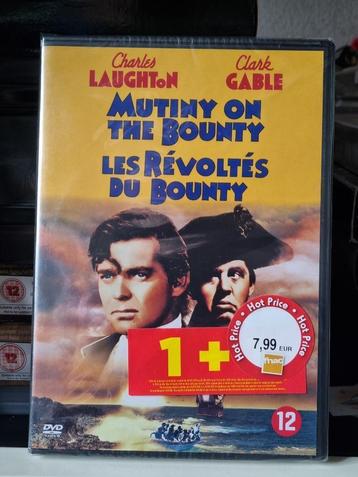 Charles
LAUGHTON
Clark
GABLE
MUTINY ON
THE BOUNTY
LES RÉVOLTÉS
DU BOUNTY
1+
Hot Price • Hot Price • Hot Price •
7,99 EUR
fnac
12
DVD
VIDEO
12
12